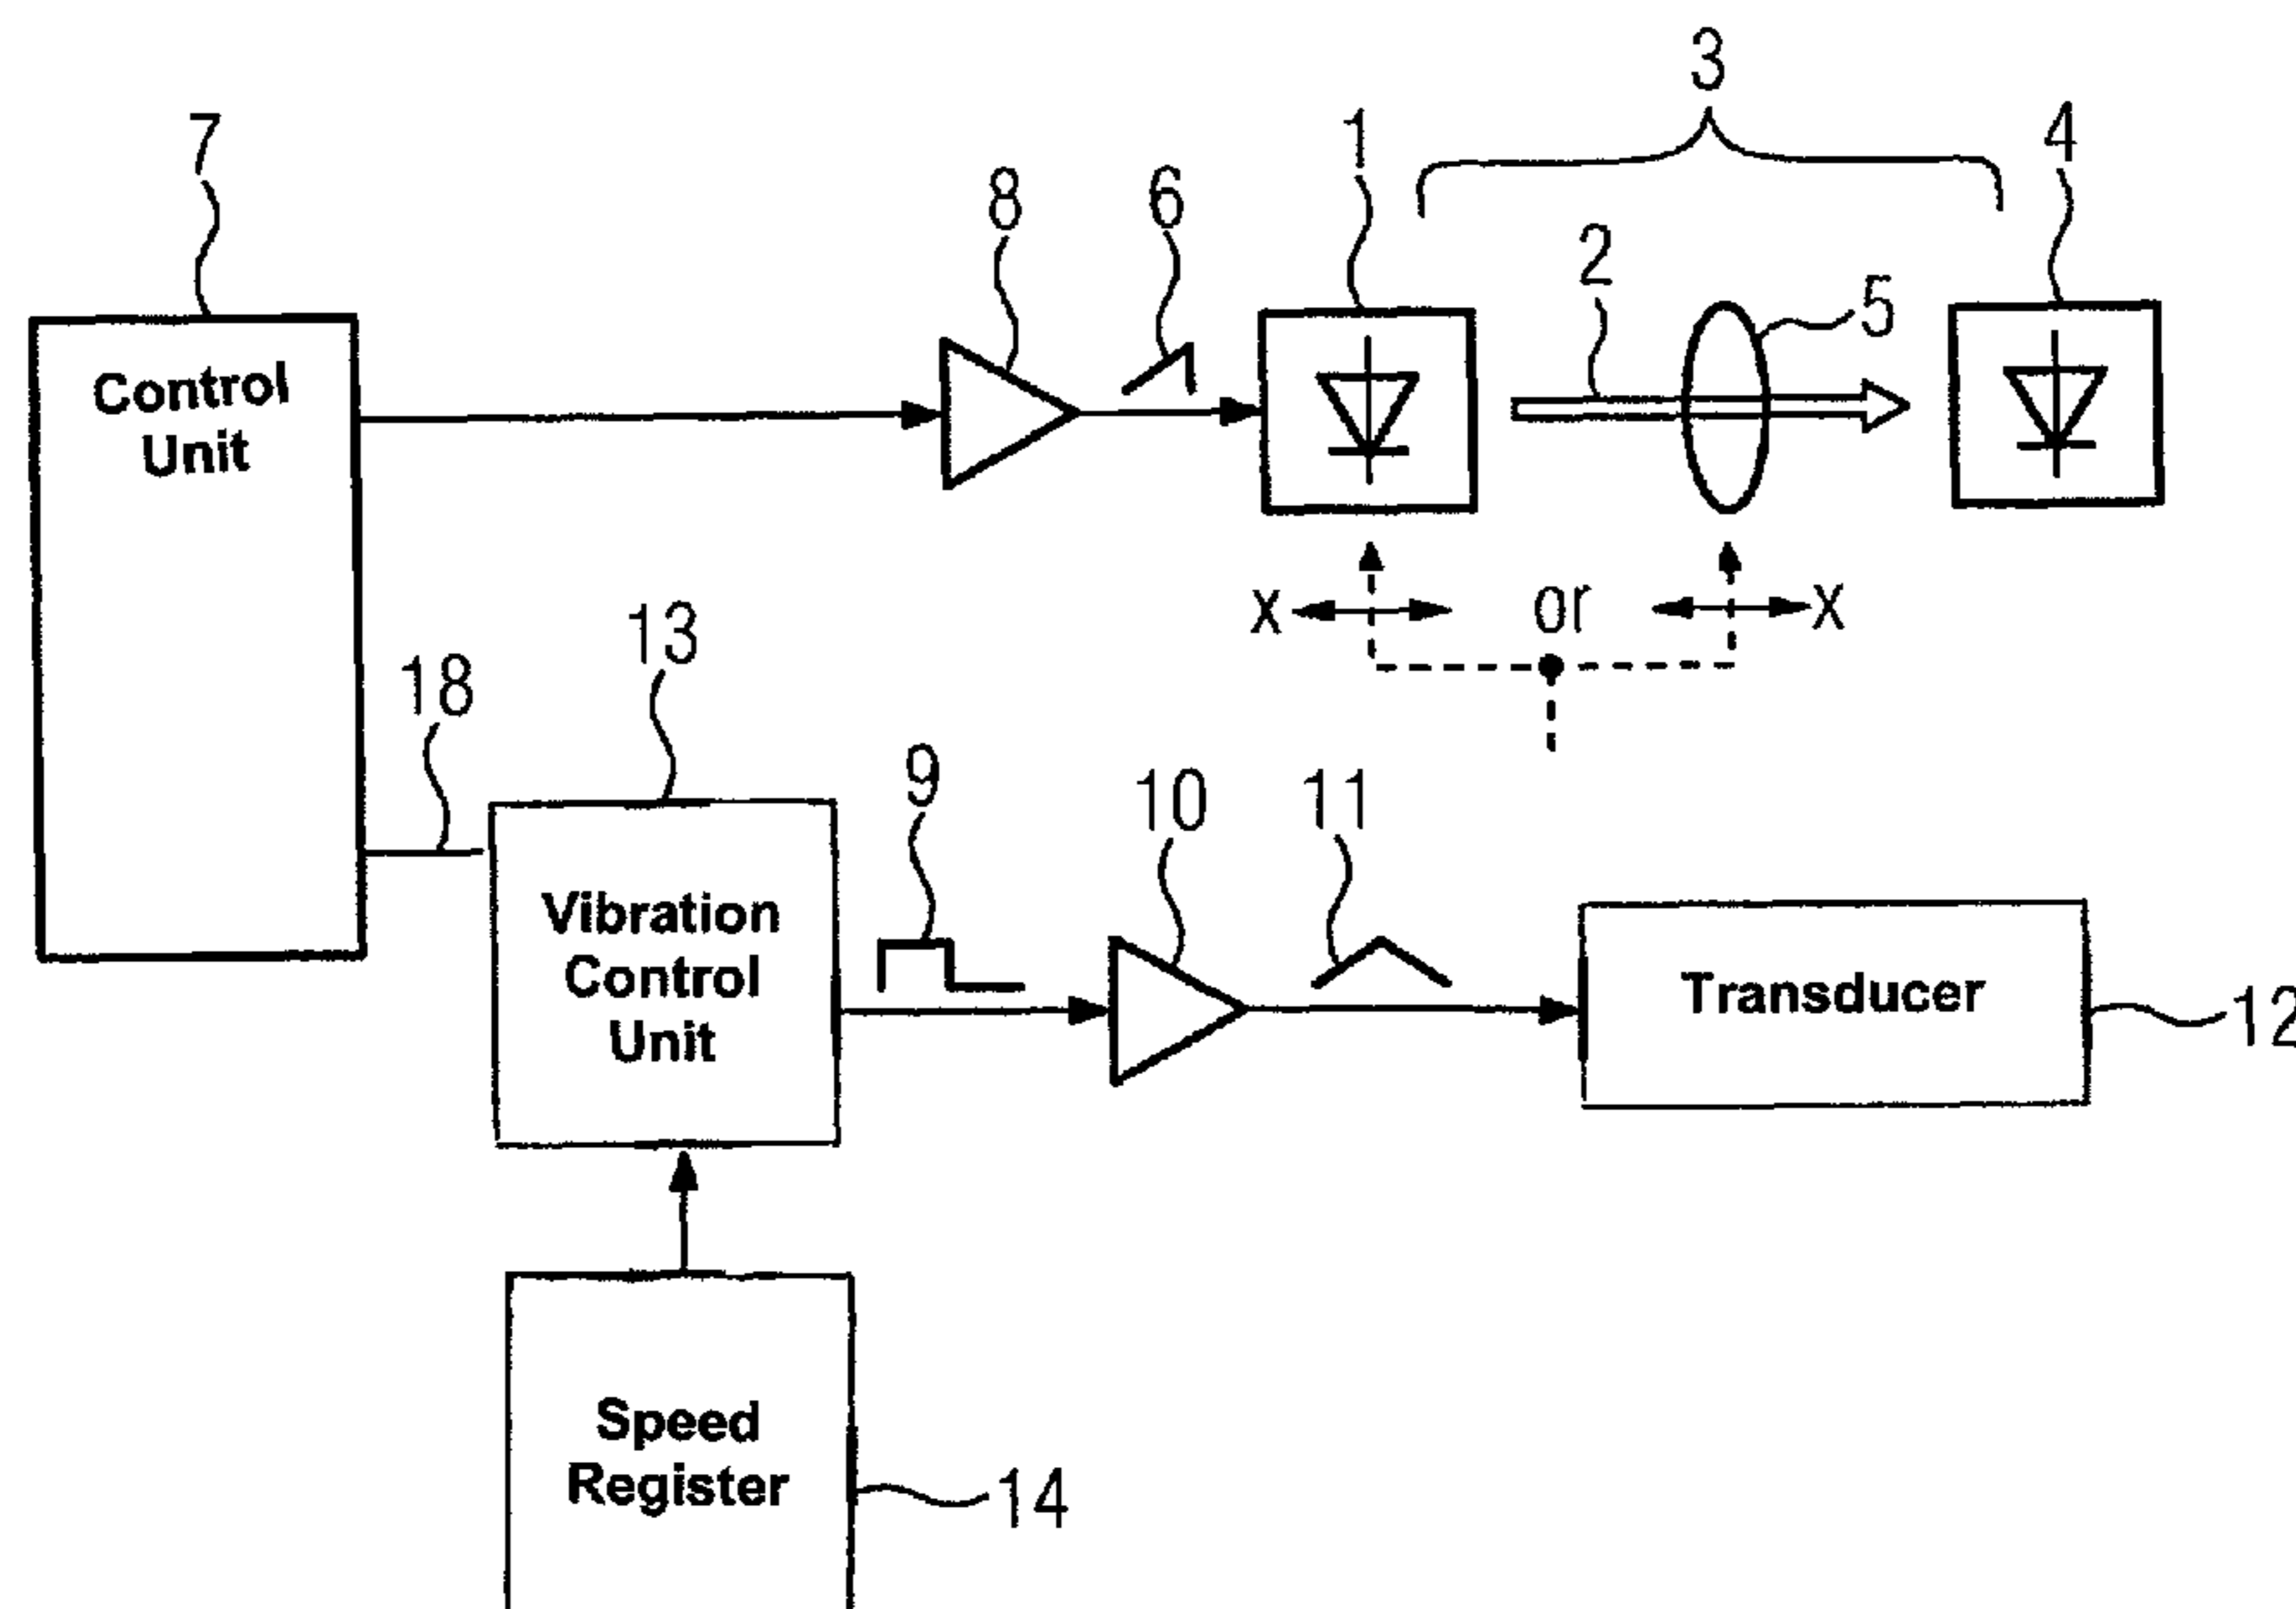 3
7
1
4
8
6
2
5
Control
Unit
X
or
X
13
18
9
10
11
Vibration
Control
Unit
Transducer
12
Speed
Register
14